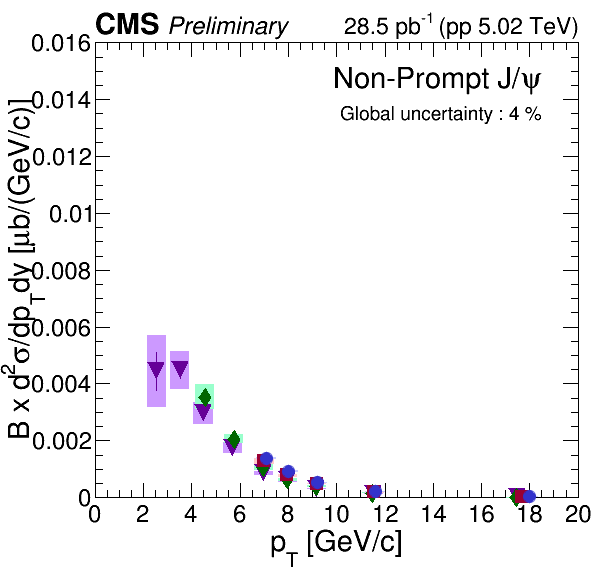 CMS Preliminary 28.5 pb⁻¹ (pp 5.02 TeV)
Non-Prompt J/ψ
Global uncertainty : 4 %
B x d²σ/dp_T dy [μb/(GeV/c)]
0.016
0.014
0.012
0.01
0.008
0.006
0.004
0.002
0
0 2 4 6 8 10 12 14 16 18 20
p_T [GeV/c]